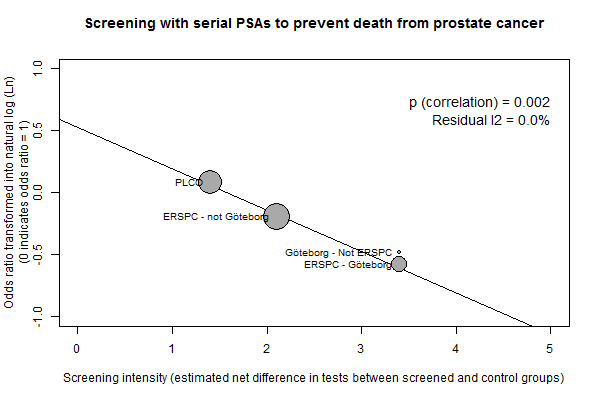 Screening with serial PSAs to prevent death from prostate cancer
Odds ratio transformed into natural log (Ln)
(0 indicates odds ratio = 1)
1.0
0.5
0.0
-0.5
-1.0
p (correlation) = 0.002
Residual I2 = 0.0%
PLCO
ERSPC - not Göteborg
Göteborg - Not ERSPC
ERSPC - Göteborg
0 1 2 3 4 5
Screening intensity (estimated net difference in tests between screened and control groups)